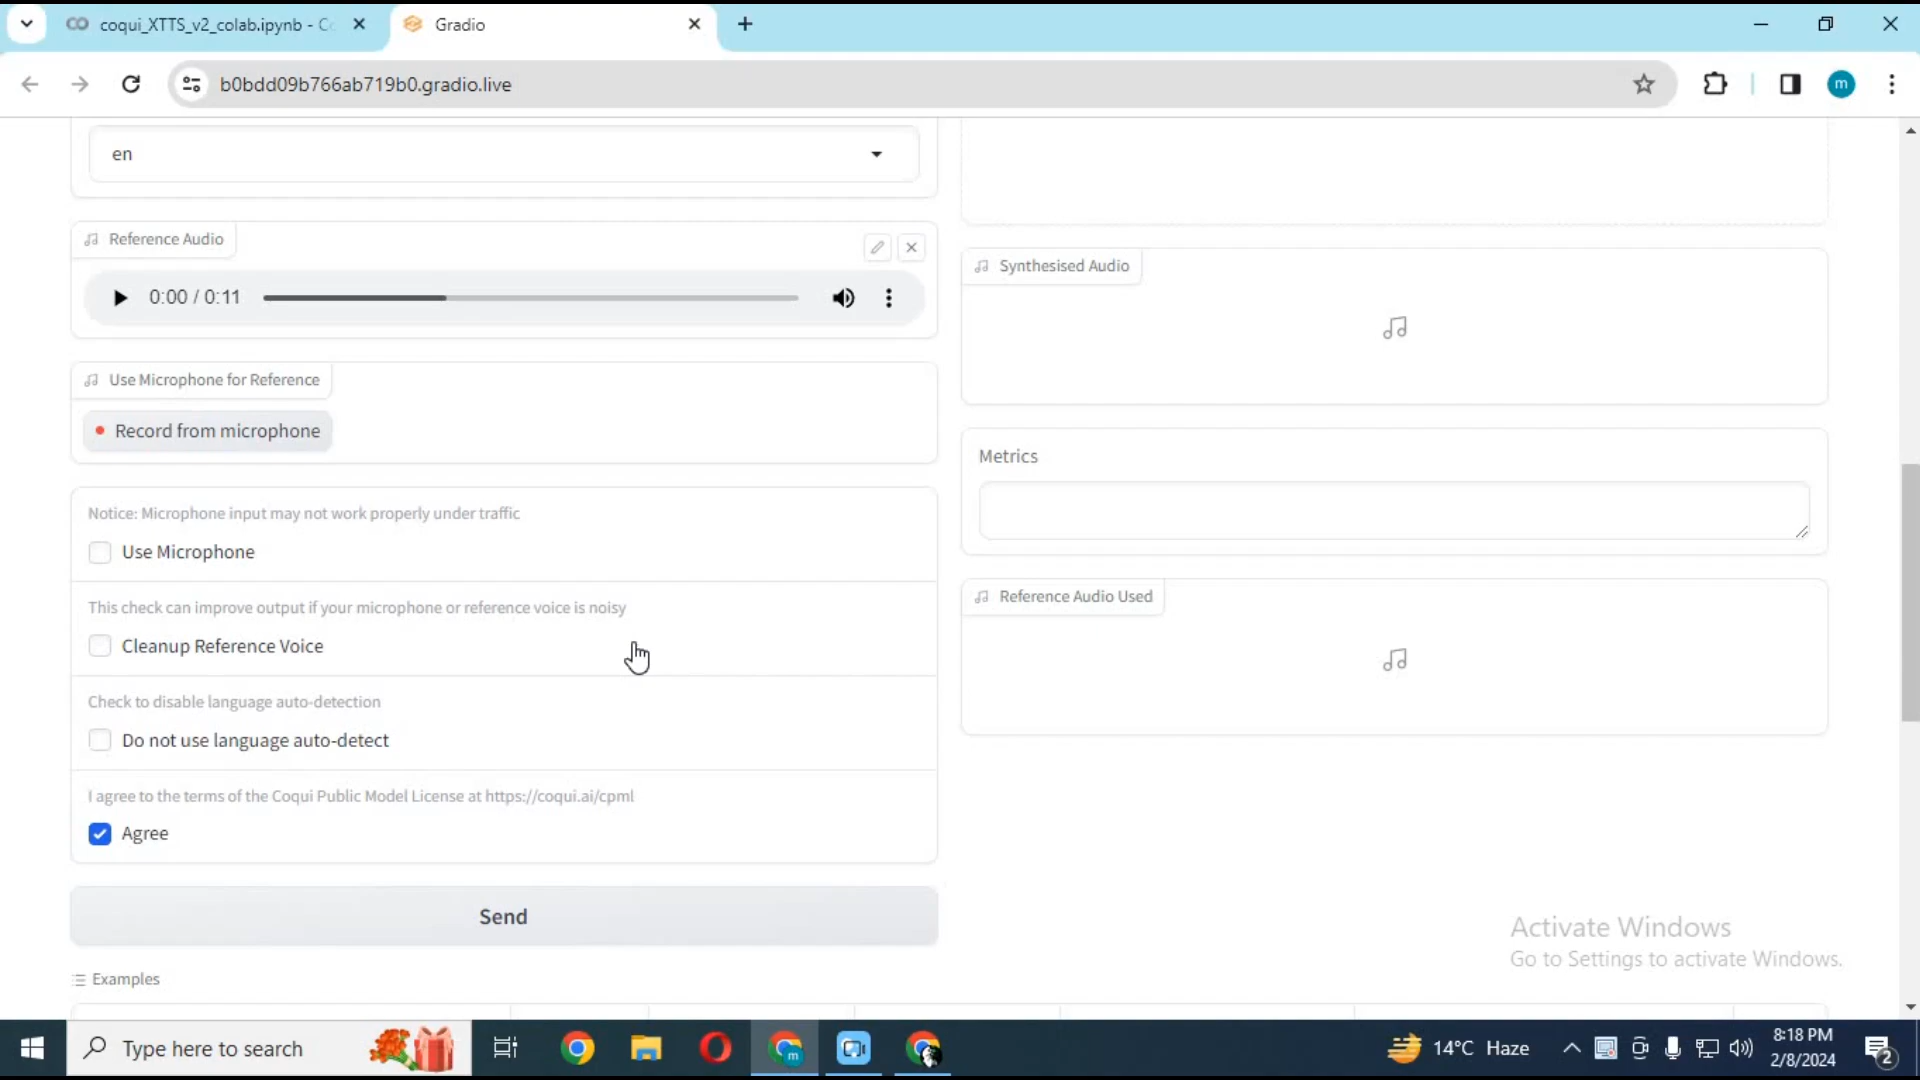 coqui_XTTS_v2_colab.ipynb - C
Gradio
b0bdd09b766ab719b0.gradio.live
m
en
Reference Audio
0:00 / 0:11
Use Microphone for Reference
Record from microphone
Notice: Microphone input may not work properly under traffic
Use Microphone
This check can improve output if your microphone or reference voice is noisy
Cleanup Reference Voice
Check to disable language auto-detection
Do not use language auto-detect
I agree to the terms of the Coqui Public Model License at https://coqui.ai/cpml
Agree
Send
Examples
Synthesised Audio
Metrics
Reference Audio Used
Activate Windows
Go to Settings to activate Windows.
Type here to search
m
14°C Haze
8:18 PM
2/8/2024
2